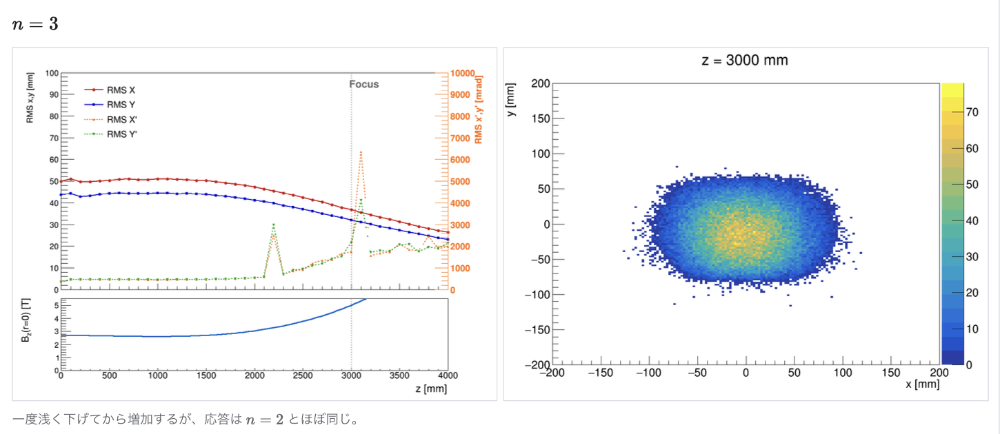 n = 3
RMS x,y [mm]
100
90
80
70
60
50
40
30
20
10
0
RMS X
RMS Y
RMS X'
RMS Y'
Focus
10000
9000
8000
7000
6000
5000
4000
3000
2000
1000
0
RMS x',y' [mrad]
B_z(r=0) [T]
5
4
3
2
1
0
0 500 1000 1500 2000 2500 3000 3500 4000
z [mm]
z = 3000 mm
y [mm]
200
150
100
50
0
−50
−100
−150
−200
−200 −150 −100 −50 0 50 100 150 200
x [mm]
70
60
50
40
30
20
10
0
一度浅く下げてから増加するが、応答は n = 2 とほぼ同じ。